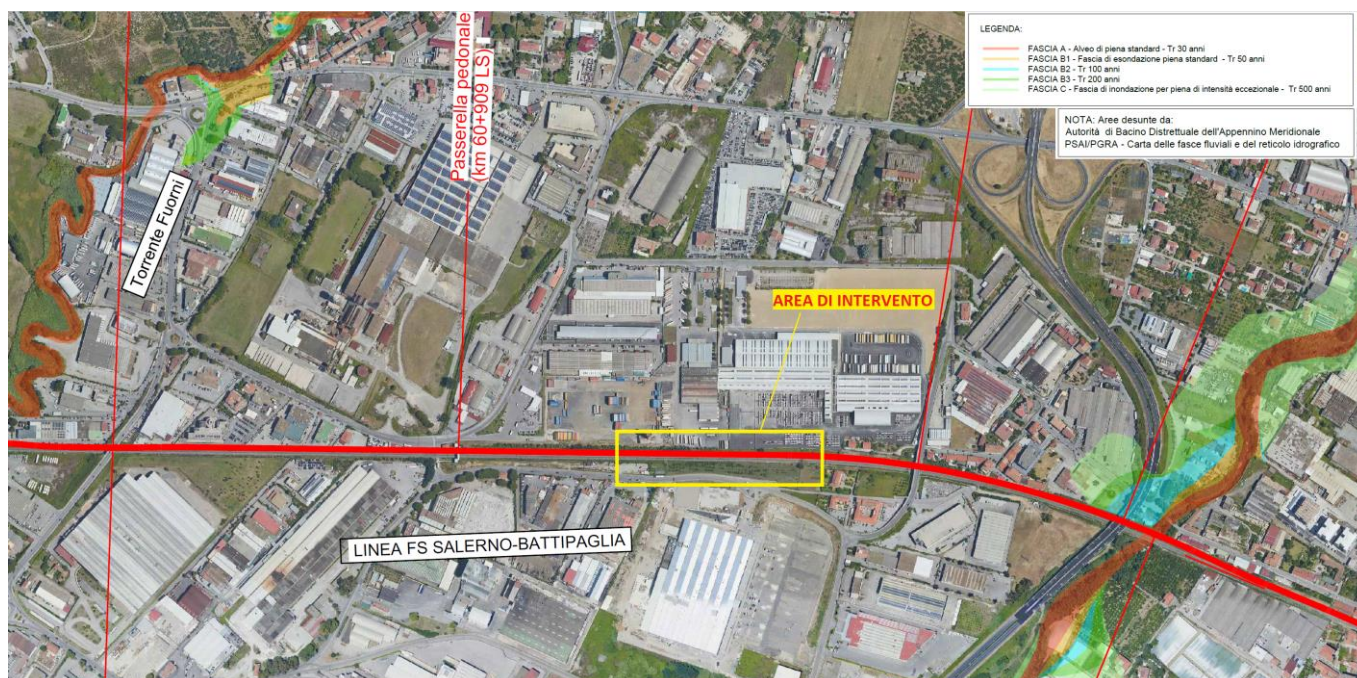 LEGENDA:
FASCIA A - Alveo di piena standard - Tr 30 anni
FASCIA B1 - Fascia di esondazione piena standard - Tr 50 anni
FASCIA B2 - Tr 100 anni
FASCIA B3 - Tr 200 anni
FASCIA C - Fascia di inondazione per piena di intensità eccezionale - Tr 500 anni
NOTA: Aree desunte da:
Autorità di Bacino Distrettuale dell'Appennino Meridionale
PSAI/PGRA - Carta delle fasce fluviali e del reticolo idrografico
Passerella pedonale
(km 60+909 LS)
Torrente Fuorni
AREA DI INTERVENTO
LINEA FS SALERNO-BATTIPAGLIA